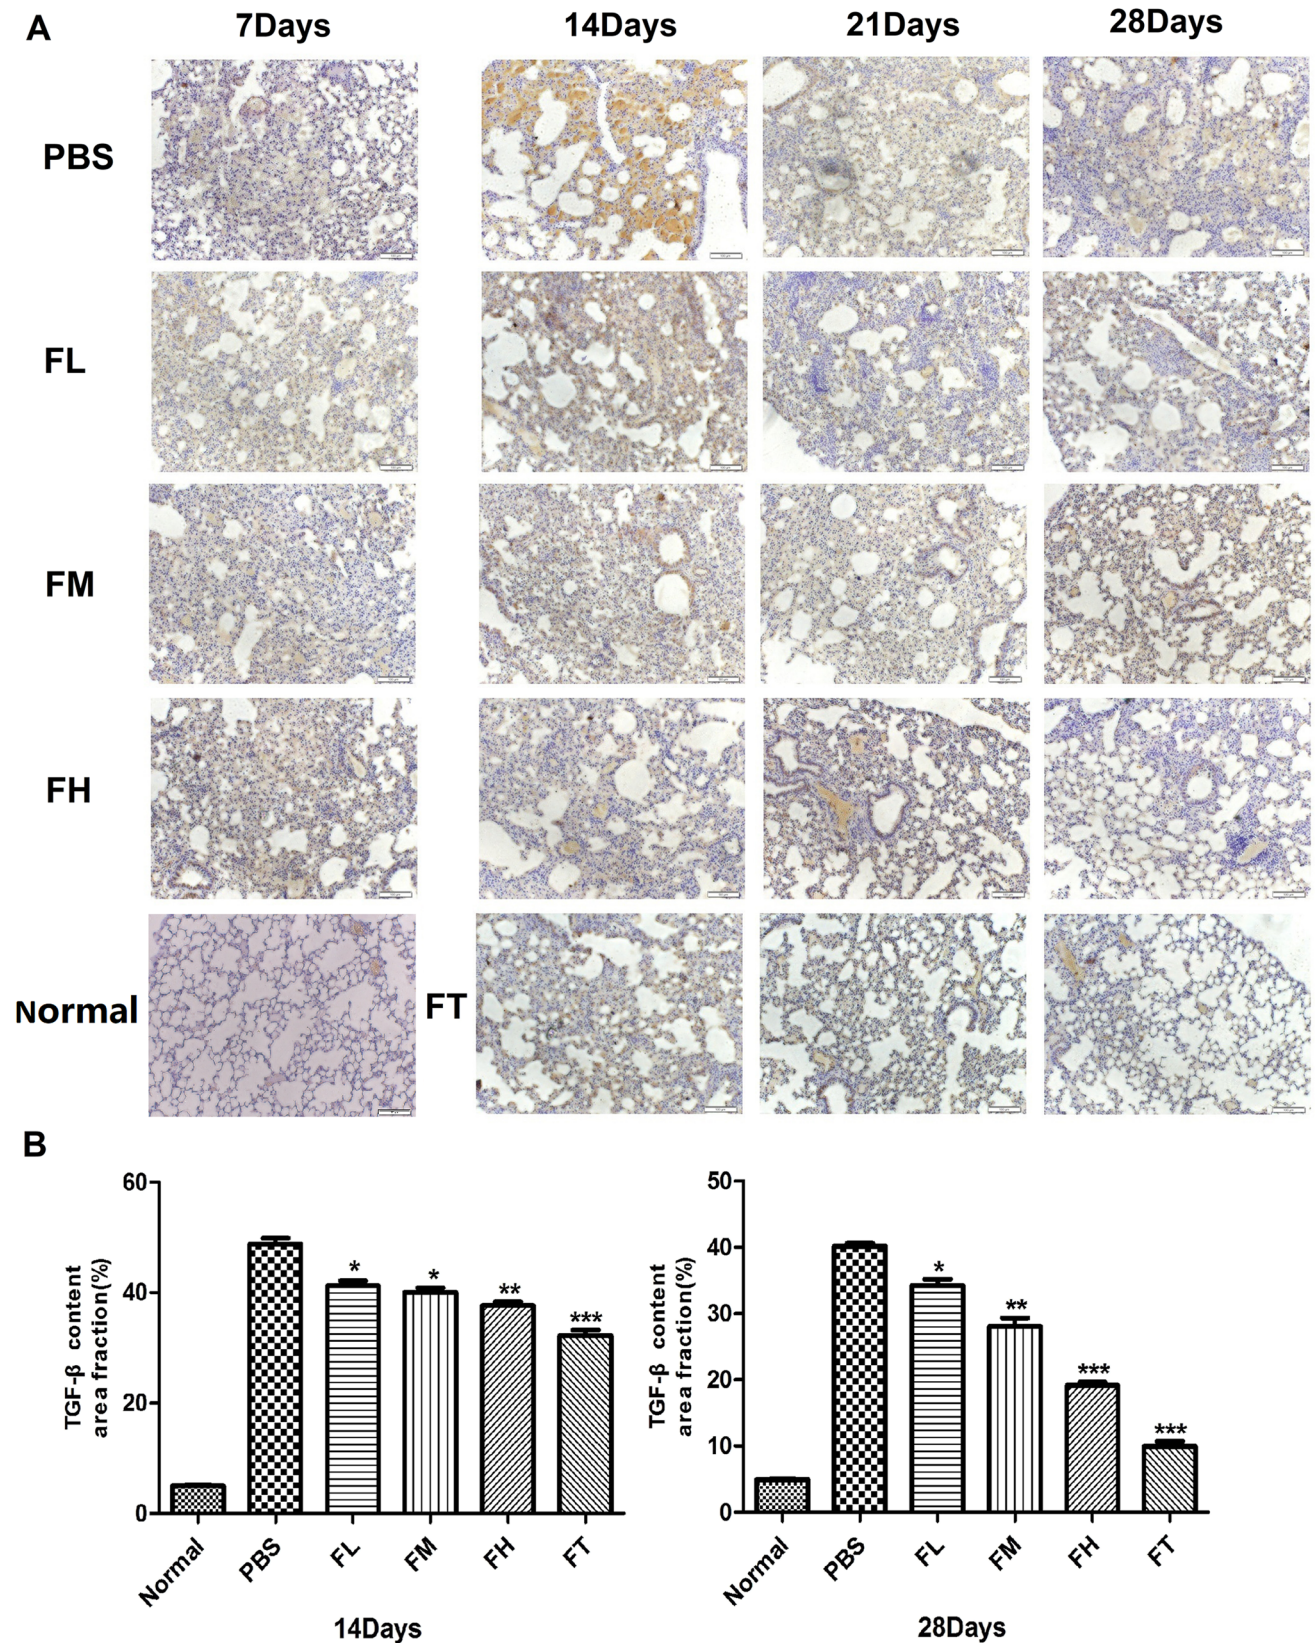 A
7Days 14Days 21Days 28Days
PBS
FL
FM
FH
Normal FT
B
60
40
20
0
TGF-β content
area fraction(%)
*
*
**
***
Normal PBS FL FM FH FT
14Days
50
40
30
20
10
0
TGF-β content
area fraction(%)
*
**
***
***
Normal PBS FL FM FH FT
28Days